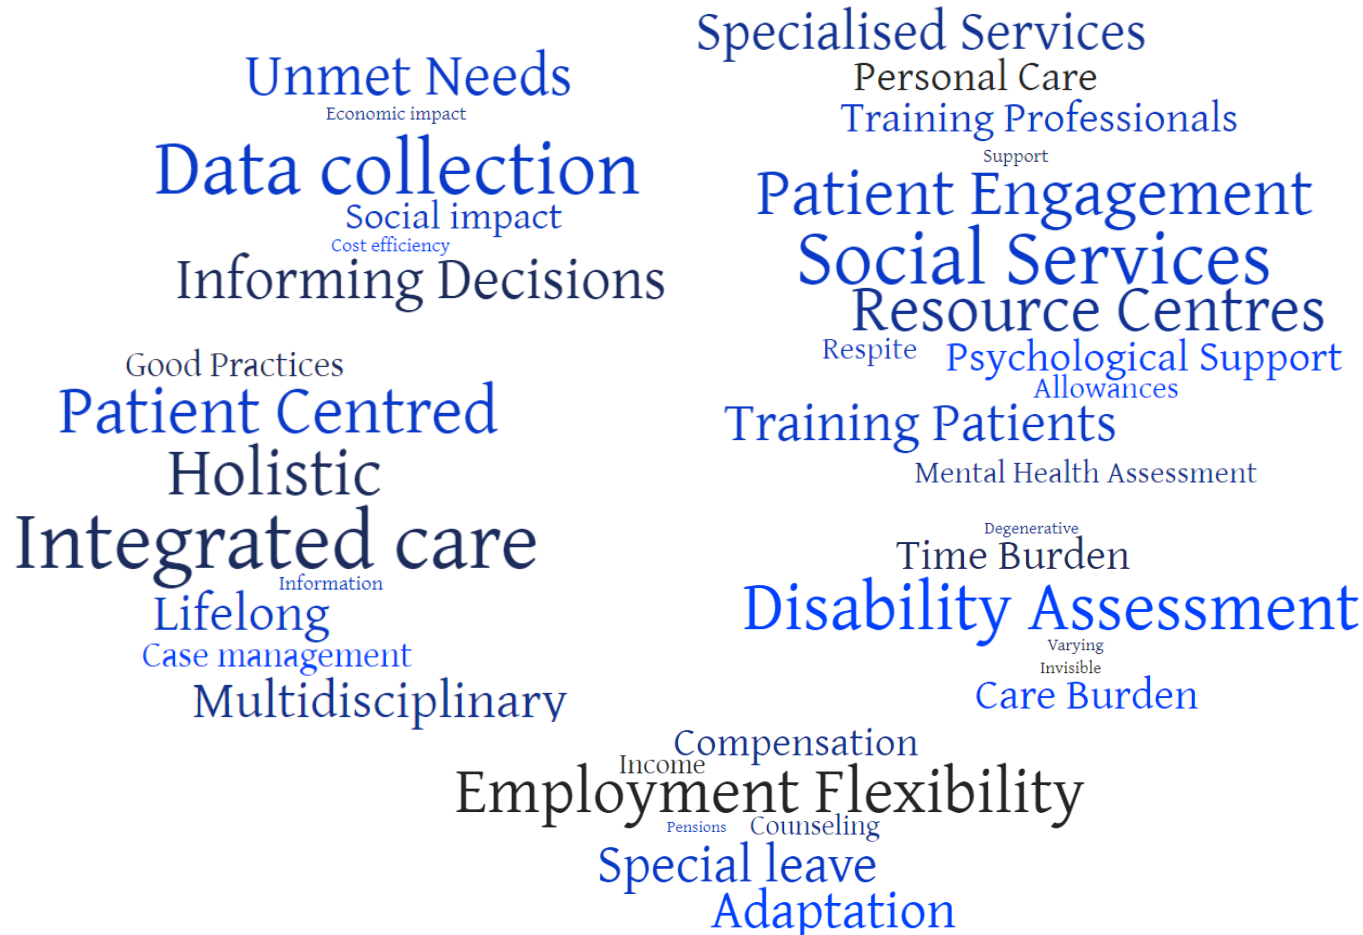 Unmet Needs
Economic impact
Data collection
Social impact
Cost efficiency
Informing Decisions
Specialised Services
Personal Care
Training Professionals
Support
Patient Engagement
Social Services
Resource Centres
Respite Psychological Support
Allowances
Training Patients
Mental Health Assessment
Good Practices
Patient Centred
Holistic
Integrated care
Information
Lifelong
Case management
Multidisciplinary
Degenerative
Time Burden
Disability Assessment
Varying
Invisible
Care Burden
Compensation
Income
Employment Flexibility
Pensions Counseling
Special leave
Adaptation